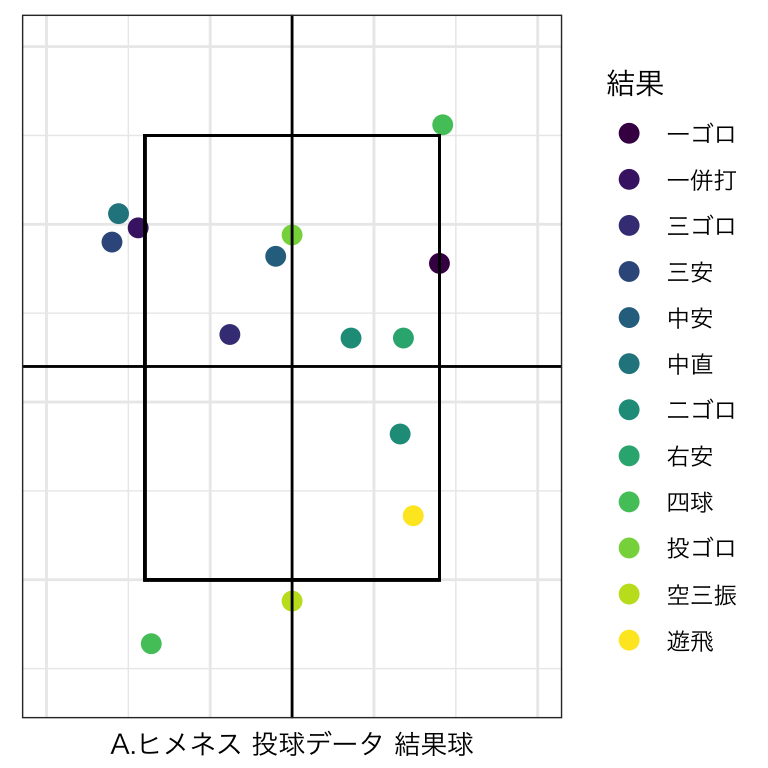 結果
一ゴロ
一併打
三ゴロ
三安
中安
中直
二ゴロ
右安
四球
投ゴロ
空三振
遊飛
A.ヒメネス 投球データ 結果球